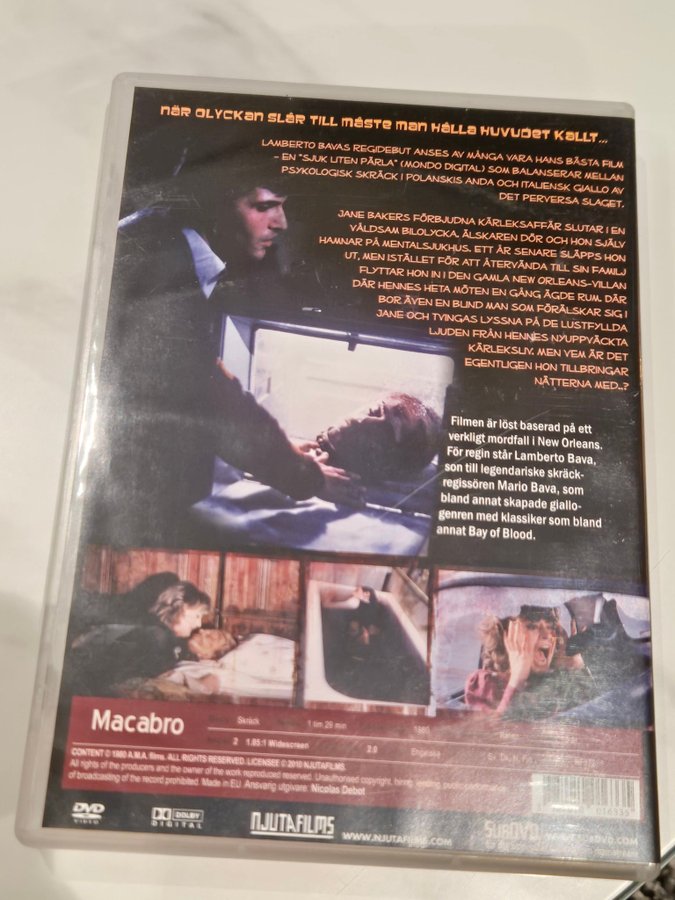 NÄR OLYCKAN SLÅR TILL MÅSTE MAN HÅLLA HUVUDET KALLT...
LAMBERTO BAVAS REGIDEBUT ANSES AV MÅNGA VARA HANS BÄSTA FILM
– EN "SJUK LITEN PÄRLA" (MONDO DIGITAL) SOM BALANSERAR MELLAN
PSYKOLOGISK SKRÄCK I POLANSKIS ANDA OCH ITALIENSK GIALLO AV
DET PERVERSA SLAGET.
JANE BAKERS FÖRBJUDNA KÄRLEKSAFFÄR SLUTAR I EN
VÅLDSAM BILOLYCKA. ÄLSKAREN DÖR OCH HON SJÄLV
HAMNAR PÅ MENTALSJUKHUS. ETT ÅR SENARE SLÄPPS HON
UT, MEN ISTÄLLET FÖR ATT ÅTERVÄNDA TILL SIN FAMILJ
FLYTTAR HON IN I DEN GAMLA NEW ORLEANS-VILLAN
DÄR HENNES HETA MÖTEN EN GÅNG ÄGDE RUM. DÄR
BOR ÄVEN EN BLIND MAN SOM FÖRÄLSKAR SIG I
JANE OCH TVINGAS LYSSNA PÅ DE LUSTFYLLDA
LJUDEN FRÅN HENNES NYUPPVÄCKTA
KÄRLEKSLIV. MEN VEM ÄR DET
EGENTLIGEN HON TILLBRINGAR
NÄTTERNA MED..?
Filmen är löst baserad på ett
verkligt mordfall i New Orleans.
För regin står Lamberto Bava,
son till legendariske skräck-
regissören Mario Bava, som
bland annat skapade giallo-
genren med klassiker som bland
annat Bay of Blood.
Macabro
Skräck 1 tim 29 min 1980
2 1.85:1 Widescreen 2.0 Engelska
CONTENT © 1980 A.M.A. films. ALL RIGHTS RESERVED. LICENSEE © 2010 NJUTAFILMS.
All rights of the producers and the owner of the work reproduced reserved. Unauthorised copying, hiring, lending, public performance
of broadcasting of the record prohibited. Made in EU. Ansvarig utgivare: Nicolas Debot
DVD VIDEO DOLBY DIGITAL NJUTAFILMS WWW.NJUTAFILMS.COM SUBDVD